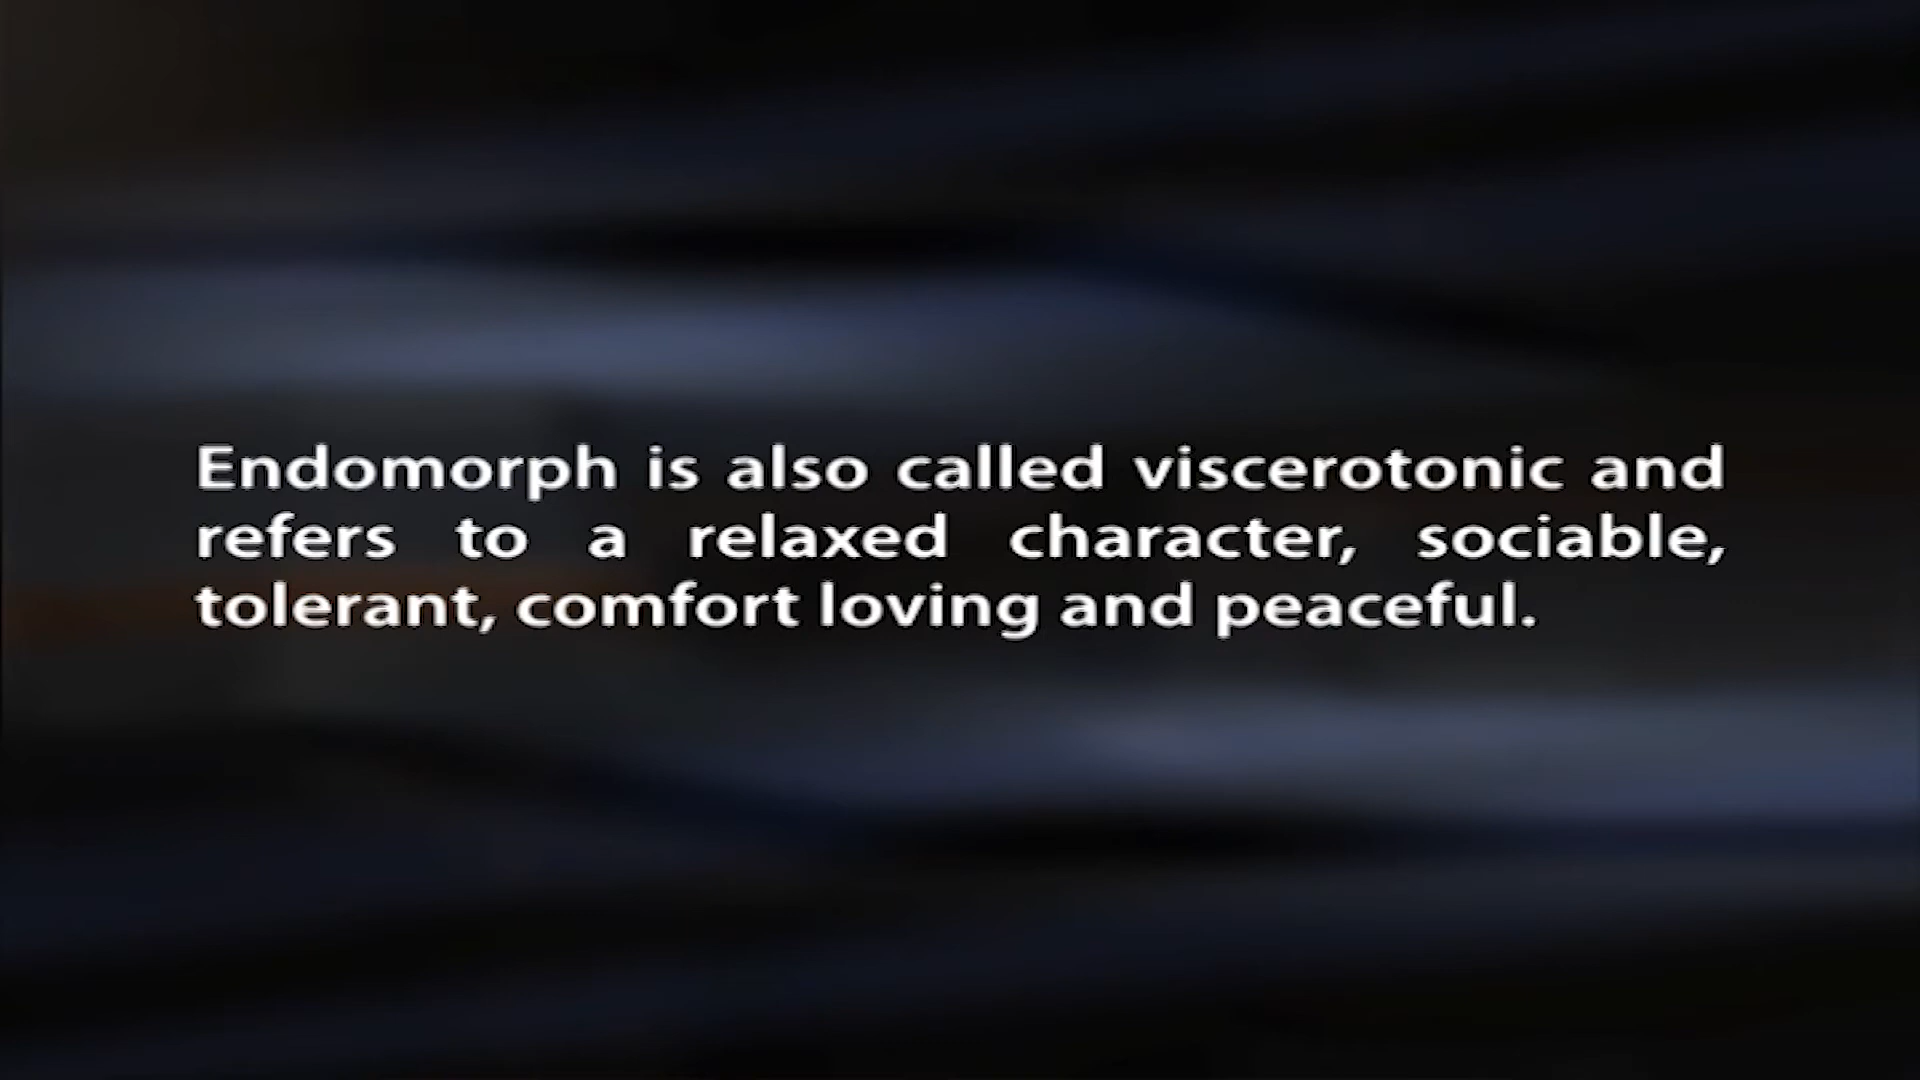 Endomorph is also called viscerotonic and
refers to a relaxed character, sociable,
tolerant, comfort loving and peaceful.